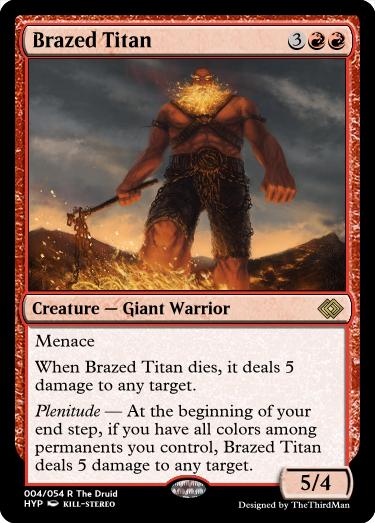 Brazed Titan 3
Creature — Giant Warrior
Menace
When Brazed Titan dies, it deals 5
damage to any target.
Plenitude — At the beginning of your
end step, if you have all colors among
permanents you control, Brazed Titan
deals 5 damage to any target.
5/4
004/054 R The Druid
HYP KILL-STEREO
Designed by TheThirdMan